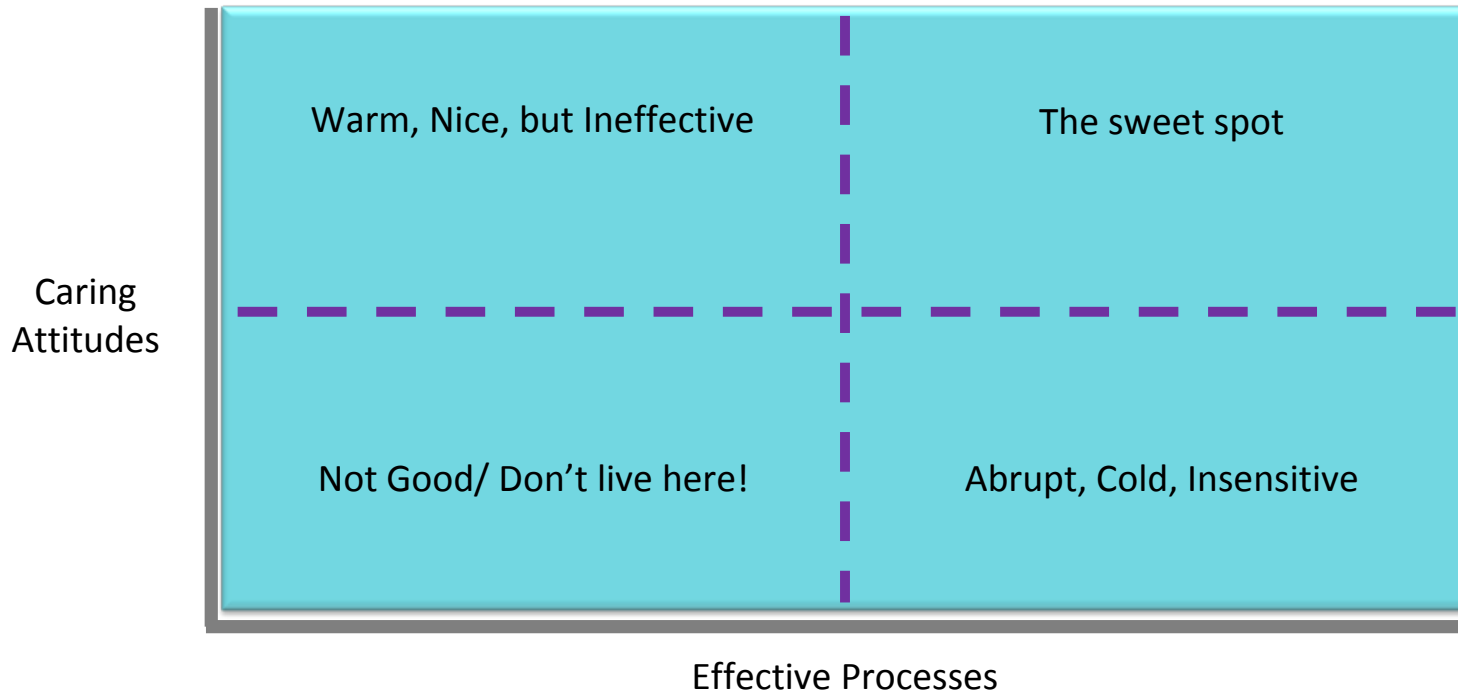 Warm, Nice, but Ineffective
The sweet spot
Caring
Attitudes
Not Good/ Don’t live here!
Abrupt, Cold, Insensitive
Effective Processes